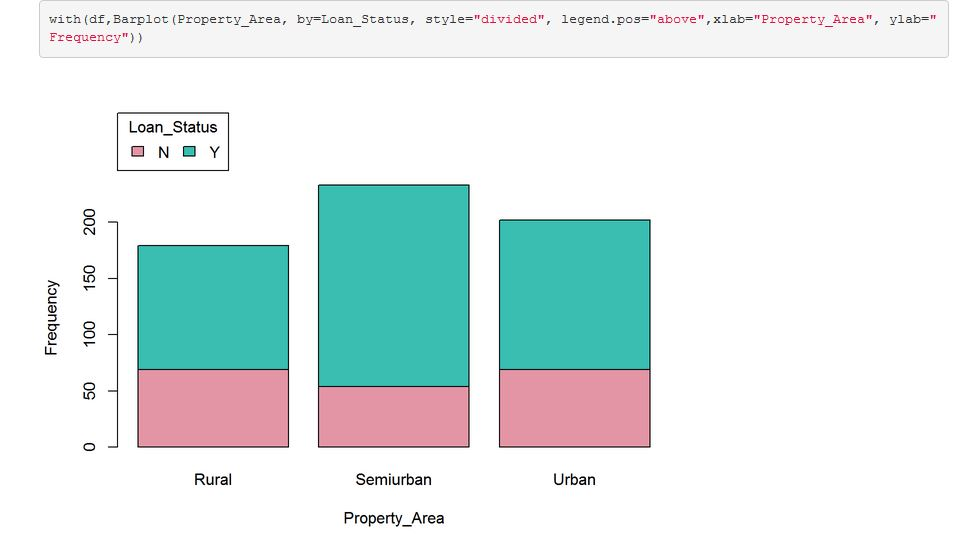 with(df,Barplot(Property_Area, by=Loan_Status, style="divided", legend.pos="above",xlab="Property_Area", ylab="
Frequency"))
Loan_Status
N Y
200
150
100
50
0
Frequency
Rural Semiurban Urban
Property_Area